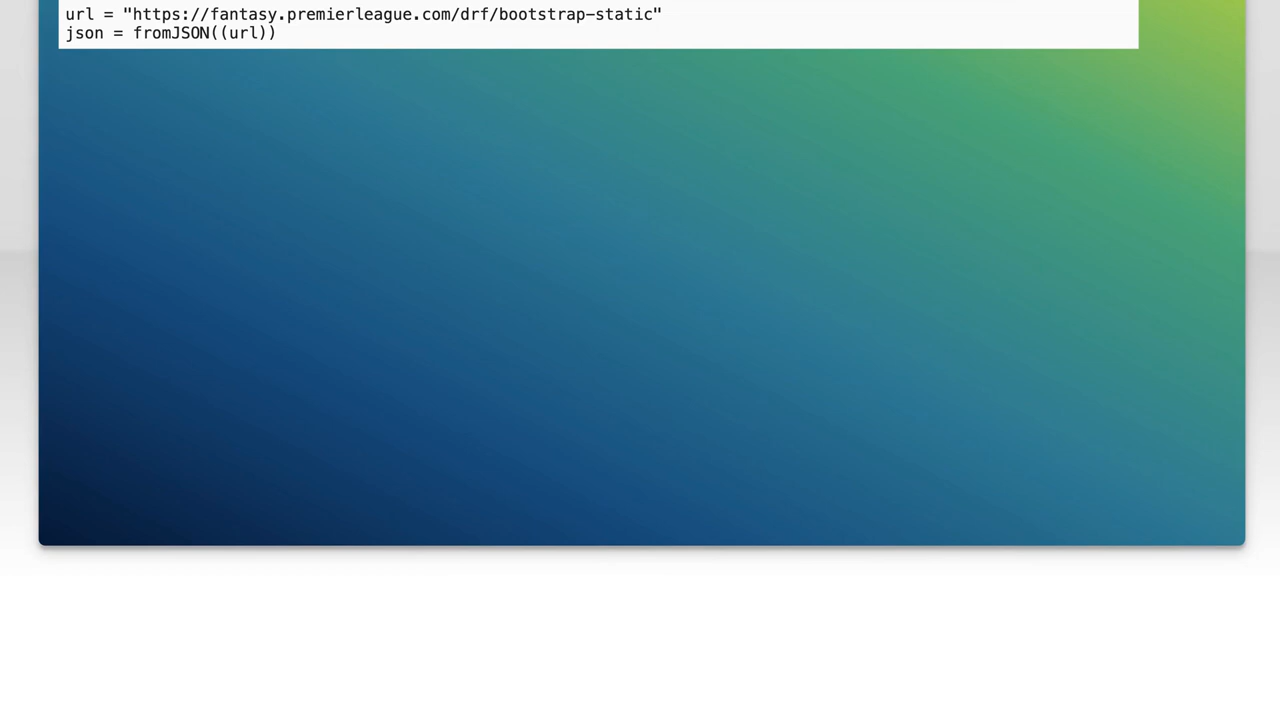 url = "https://fantasy.premierleague.com/drf/bootstrap-static"
json = fromJSON((url))